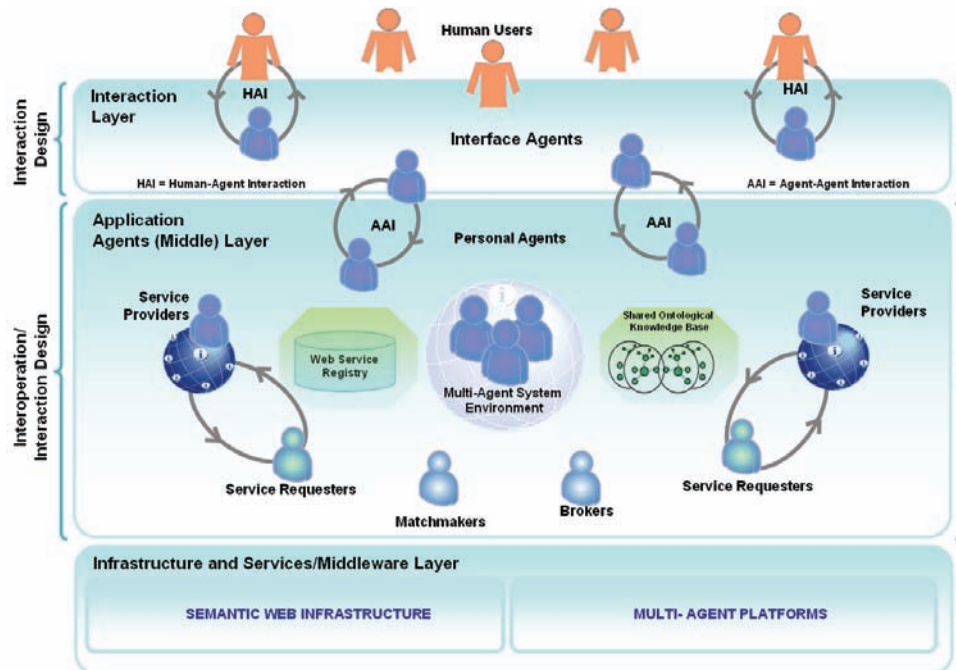 Human Users
HAI
HAI
Interaction
Layer
Interaction
Design
Interface Agents
HAI = Human-Agent Interaction
AAI = Agent-Agent Interaction
Application
Agents (Middle) Layer
AAI
AAI
Personal Agents
Interoperation/
Interaction Design
Service
Providers
Service
Providers
i
Web Service
Registry
Multi-Agent System
Environment
Shared Ontological
Knowledge Base
i
i
Service Requesters
Service Requesters
Matchmakers
Brokers
Infrastructure and Services/Middleware Layer
SEMANTIC WEB INFRASTRUCTURE
MULTI- AGENT PLATFORMS